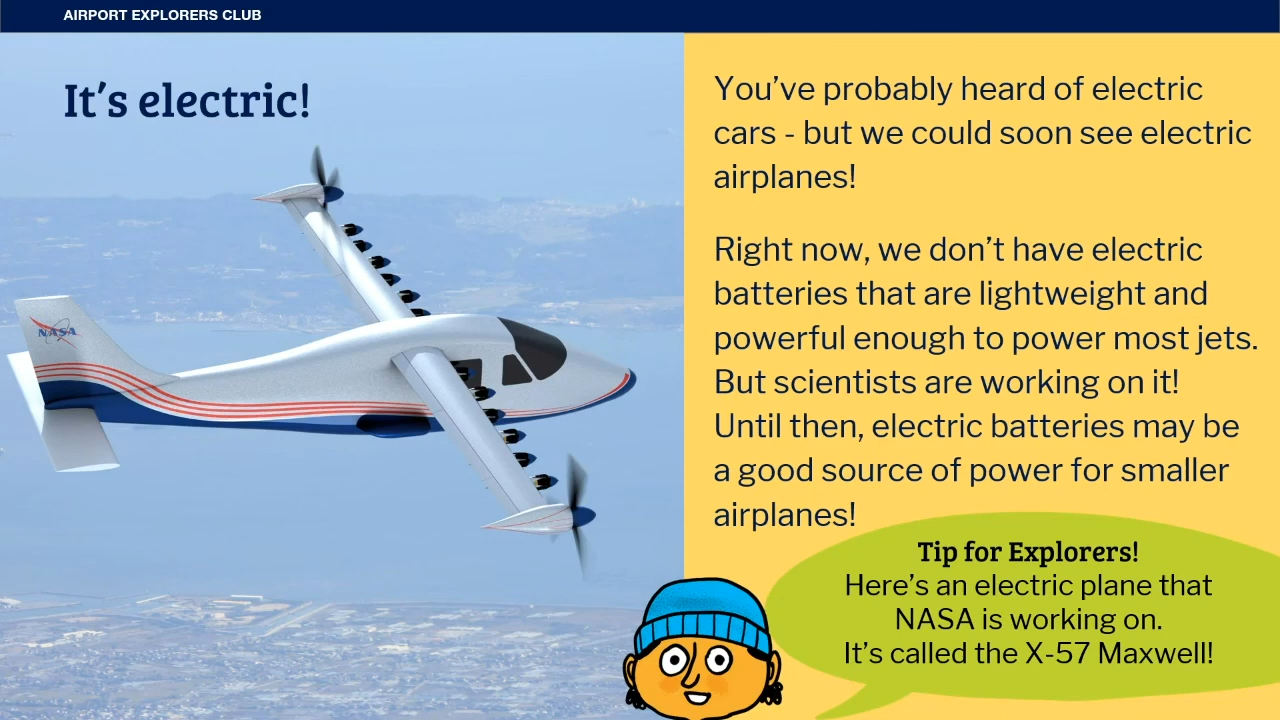 AIRPORT EXPLORERS CLUB
It's electric!
NASA
You've probably heard of electric
cars - but we could soon see electric
airplanes!
Right now, we don't have electric
batteries that are lightweight and
powerful enough to power most jets.
But scientists are working on it!
Until then, electric batteries may be
a good source of power for smaller
airplanes!
Tip for Explorers!
Here's an electric plane that
NASA is working on.
It's called the X-57 Maxwell!